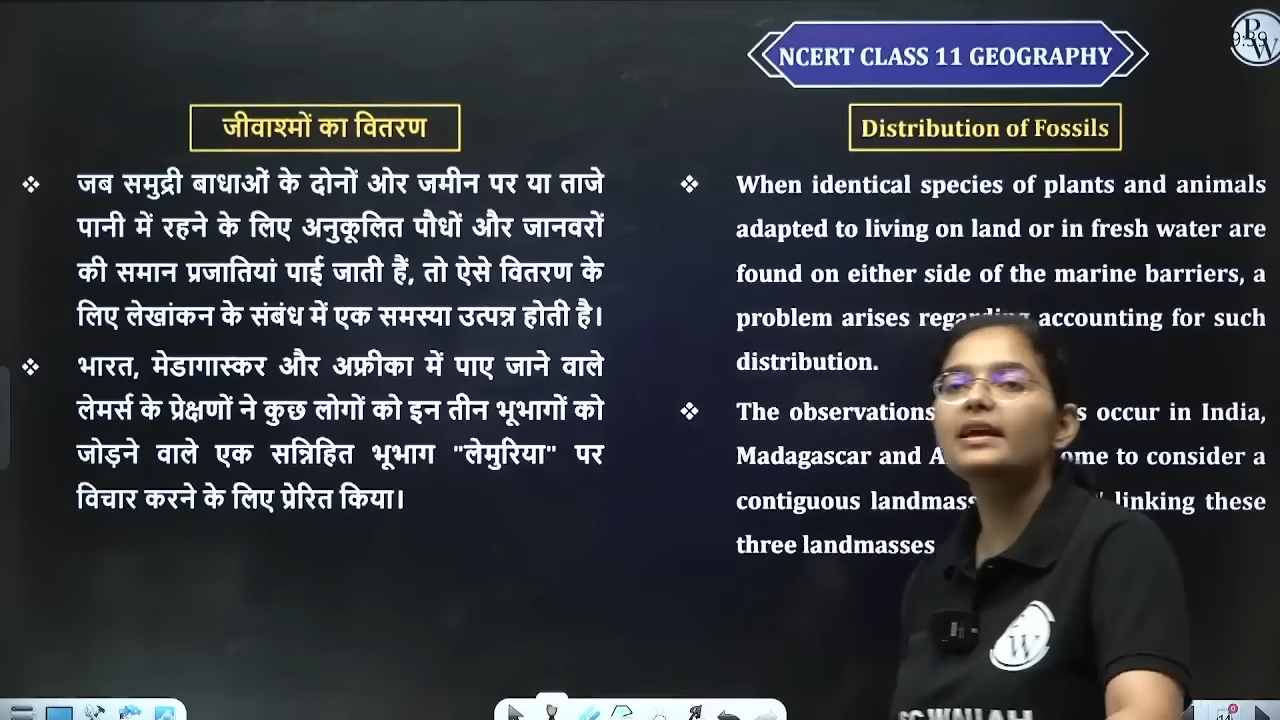 NCERT CLASS 11 GEOGRAPHY
जीवाश्मों का वितरण
❖ जब समुद्री बाधाओं के दोनों ओर जमीन पर या ताजे
पानी में रहने के लिए अनुकूलित पौधों और जानवरों
की समान प्रजातियां पाई जाती हैं, तो ऐसे वितरण के
लिए लेखांकन के संबंध में एक समस्या उत्पन्न होती है।
❖ भारत, मेडागास्कर और अफ्रीका में पाए जाने वाले
लेमर्स के प्रेक्षणों ने कुछ लोगों को इन तीन भूभागों को
जोड़ने वाले एक सन्निहित भूभाग "लेमुरिया" पर
विचार करने के लिए प्रेरित किया।
Distribution of Fossils
❖ When identical species of plants and animals
adapted to living on land or in fresh water are
found on either side of the marine barriers, a
problem arises regarding accounting for such
distribution.
❖ The observations occur in India,
Madagascar and to consider a
contiguous linking these
three landmasses
PW
PW